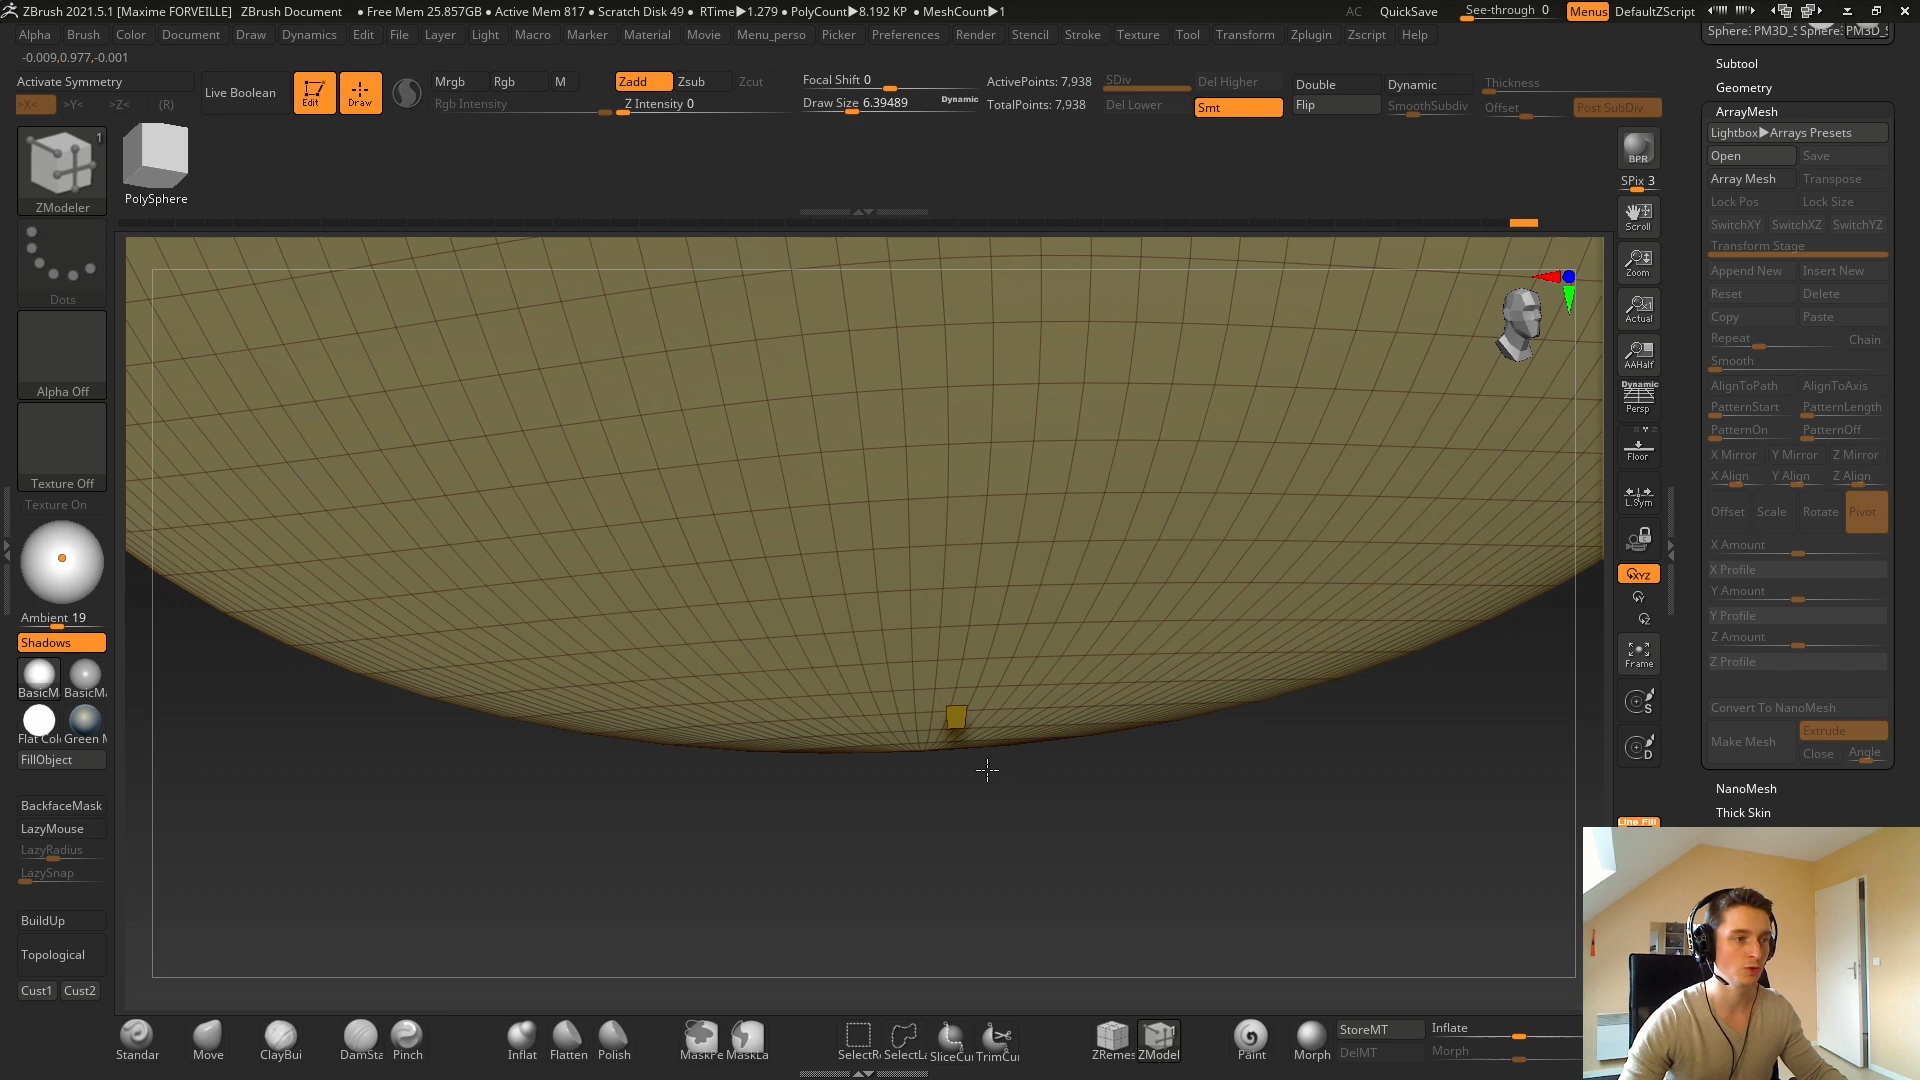 ZBrush 2021.5.1 [Maxime FORVEILLE] ZBrush Document ● Free Mem 25.857GB ● Active Mem 817 ● Scratch Disk 49 ● RTime▶1.279 ● PolyCount▶8.192 KP ● MeshCount▶1 AC QuickSave See-through 0 Menus DefaultZScript
Alpha Brush Color Document Draw Dynamics Edit File Layer Light Macro Marker Material Movie Menu_perso Picker Preferences Render Stencil Stroke Texture Tool Transform Zplugin Zscript Help
-0.009,0.977,-0.001
Activate Symmetry
>X< >Y< >Z< (R)
Live Boolean
Edit Draw
Mrgb Rgb M
Rgb Intensity
Zadd Zsub Zcut
Z Intensity 0
Focal Shift 0
Draw Size 6.39489 Dynamic
ActivePoints: 7,938
TotalPoints: 7,938
SDiv Del Higher
Del Lower Smt
Double
Flip
Dynamic
SmoothSubdiv
Thickness
Offset Post SubDiv
1
ZModeler
PolySphere
Dots
Alpha Off
Texture Off
Texture On
Ambient 19
Shadows
BasicM BasicM
Flat Col Green M
FillObject
BackfaceMask
LazyMouse
LazyRadius
LazySnap
BuildUp
Topological
Cust1 Cust2
BPR
SPix 3
Scroll
Zoom
Actual
AAHalf
Dynamic
Persp
Floor
L.Sym
XYZ
Y
Z
Frame
S
D
Line Fill
Sphere: PM3D_S Sphere: PM3D_S
Subtool
Geometry
ArrayMesh
Lightbox▶Arrays Presets
Open Save
Array Mesh Transpose
Lock Pos Lock Size
SwitchXY SwitchXZ SwitchYZ
Transform Stage
Append New Insert New
Reset Delete
Copy Paste
Repeat Chain
Smooth
AlignToPath AlignToAxis
PatternStart PatternLength
PatternOn PatternOff
X Mirror Y Mirror Z Mirror
X Align Y Align Z Align
Offset Scale Rotate Pivot
X Amount
X Profile
Y Amount
Y Profile
Z Amount
Z Profile
Convert To NanoMesh
Make Mesh Extrude
Close Angle
NanoMesh
Thick Skin
Standar Move ClayBui DamSta Pinch Inflat Flatten Polish MaskPe MaskLa SelectRe SelectLa SliceCur TrimCur ZRemes ZModel Paint Morph
1
StoreMT Inflate
DelMT Morph